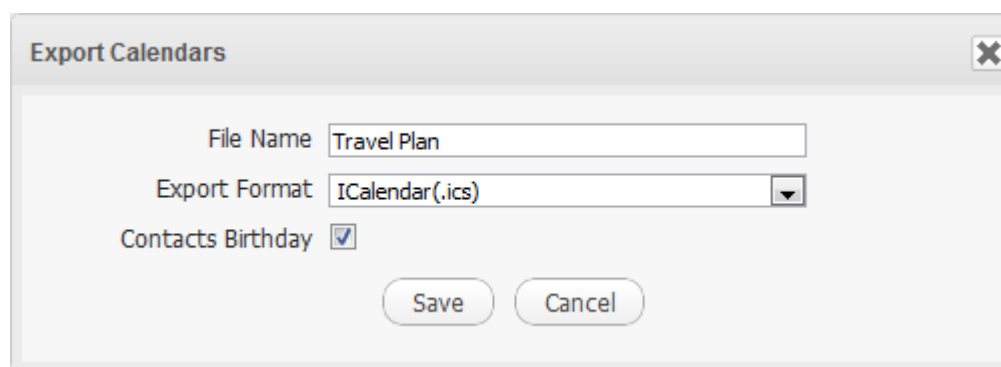 Export Calendars
File Name Travel Plan
Export Format ICalendar(.ics)
Contacts Birthday
Save Cancel